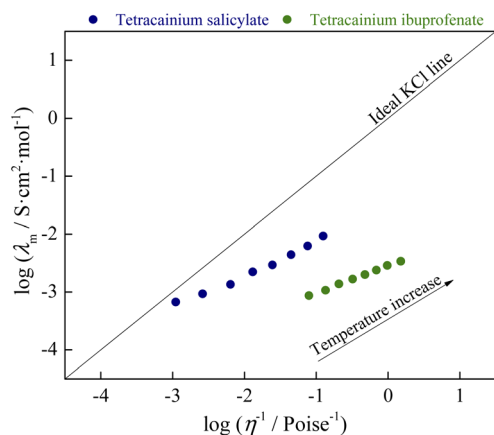 Tetracainium salicylate Tetracainium ibuprofenate
1
0
-1
-2
-3
-4
log (λm / S·cm²·mol⁻¹)
Ideal KCl line
Temperature increase
-4 -3 -2 -1 0 1
log (η⁻¹ / Poise⁻¹)